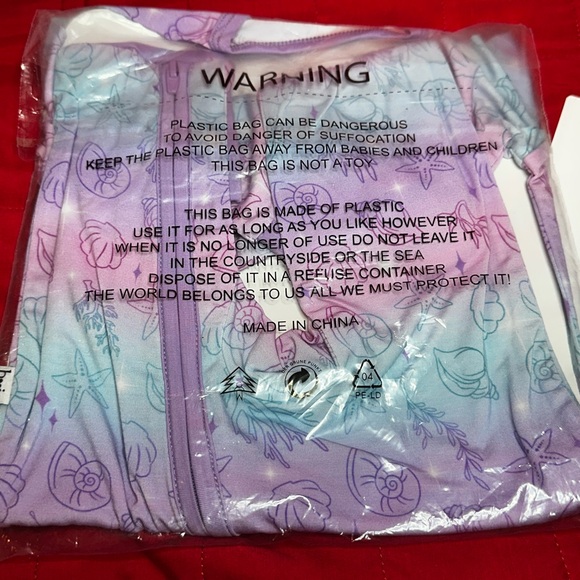 WARNING
PLASTIC BAG CAN BE DANGEROUS
TO AVOID DANGER OF SUFFOCATION
KEEP THE PLASTIC BAG AWAY FROM BABIES AND CHILDREN
THIS BAG IS NOT A TOY
THIS BAG IS MADE OF PLASTIC
USE IT FOR AS LONG AS YOU LIKE HOWEVER
WHEN IT IS NO LONGER OF USE DO NOT LEAVE IT
IN THE COUNTRYSIDE OR THE SEA
DISPOSE OF IT IN A REFUSE CONTAINER
THE WORLD BELONGS TO US ALL WE MUST PROTECT IT!
MADE IN CHINA
04
PE-LD